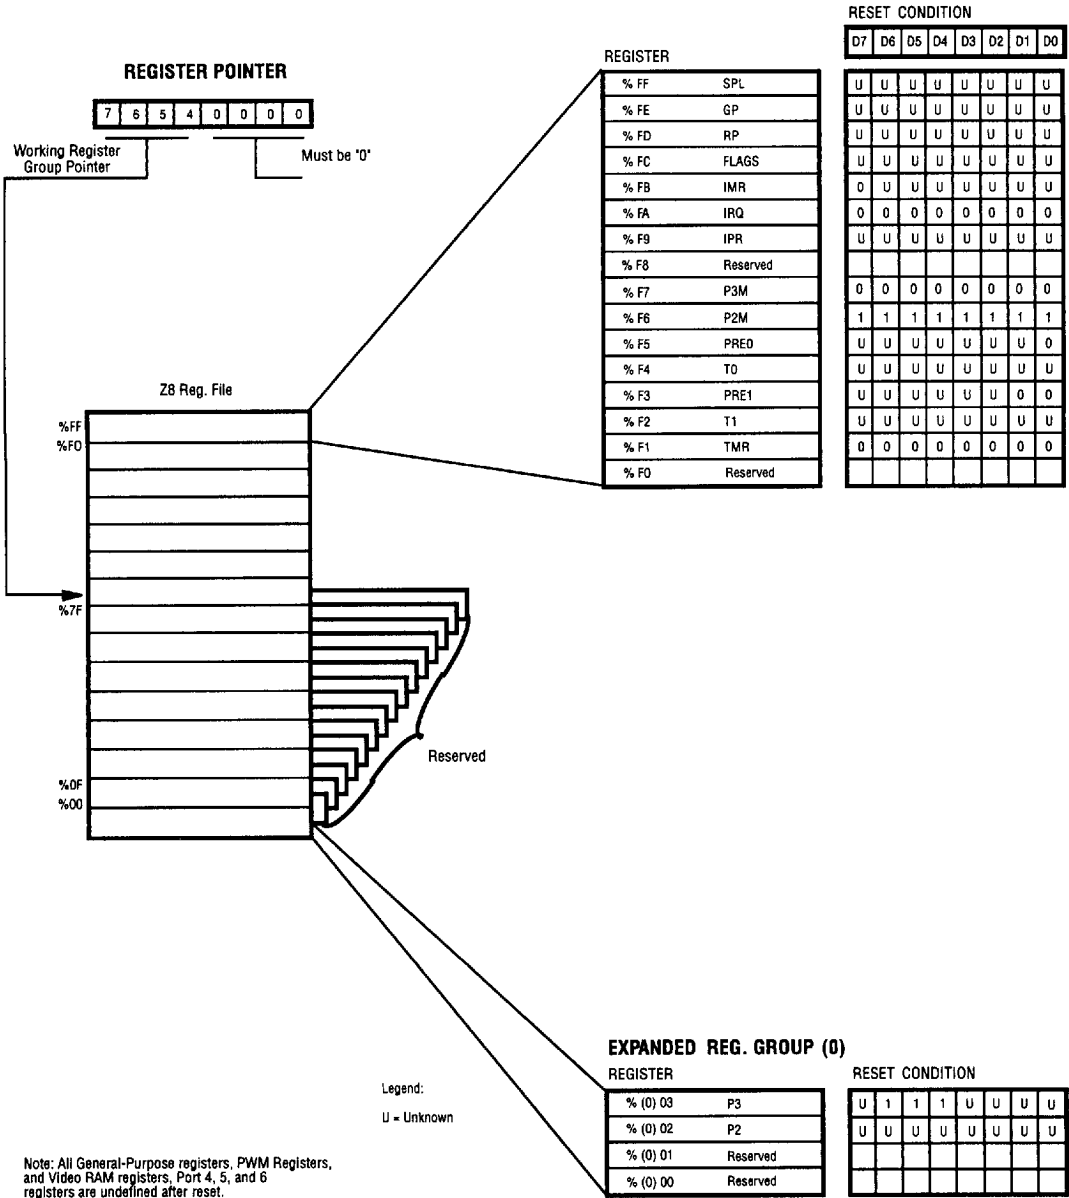 RESET CONDITION
D7 D6 D5 D4 D3 D2 D1 D0
REGISTER
% FF SPL U U U U U U U U
% FE GP U U U U U U U U
% FD RP U U U U U U U U
% FC FLAGS U U U U U U U U
% FB IMR 0 U U U U U U U
% FA IRQ 0 0 0 0 0 0 0 0
% F9 IPR U U U U U U U U
% F8 Reserved
% F7 P3M 0 0 0 0 0 0 0 0
% F6 P2M 1 1 1 1 1 1 1 1
% F5 PRE0 U U U U U U U 0
% F4 T0 U U U U U U U U
% F3 PRE1 U U U U U U 0 0
% F2 T1 U U U U U U U U
% F1 TMR 0 0 0 0 0 0 0 0
% F0 Reserved
REGISTER POINTER
7 6 5 4 0 0 0 0
Working Register
Group Pointer
Must be "0"
Z8 Reg. File
%FF
%F0
%7F
%0F
%00
Reserved
EXPANDED REG. GROUP (0)
REGISTER RESET CONDITION
% (0) 03 P3 U 1 1 1 U U U U
% (0) 02 P2 U U U U U U U U
% (0) 01 Reserved
% (0) 00 Reserved
Legend:
U = Unknown
Note: All General-Purpose registers, PWM Registers,
and Video RAM registers, Port 4, 5, and 6
registers are undefined after reset.